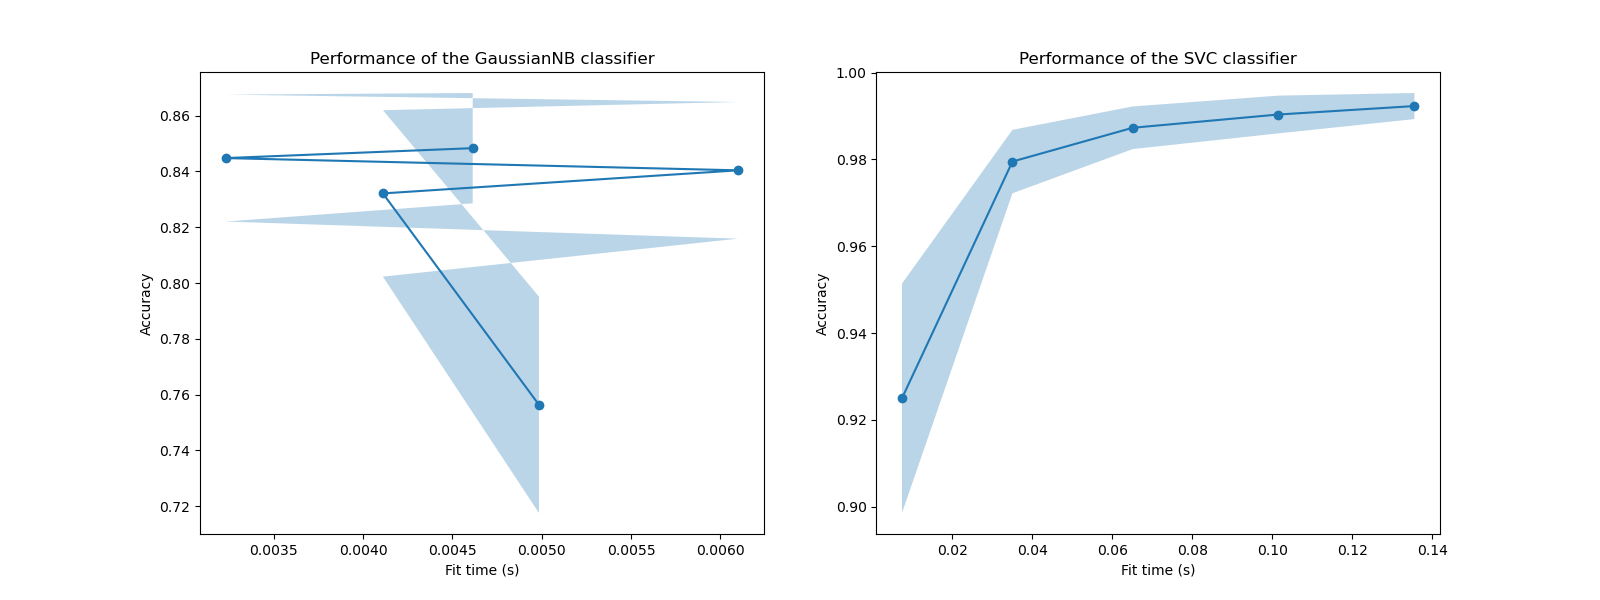 Performance of the GaussianNB classifier
0.86
0.84
0.82
0.80
0.78
0.76
0.74
0.72
Accuracy
0.0035 0.0040 0.0045 0.0050 0.0055 0.0060
Fit time (s)
Performance of the SVC classifier
1.00
0.98
0.96
0.94
0.92
0.90
Accuracy
0.02 0.04 0.06 0.08 0.10 0.12 0.14
Fit time (s)